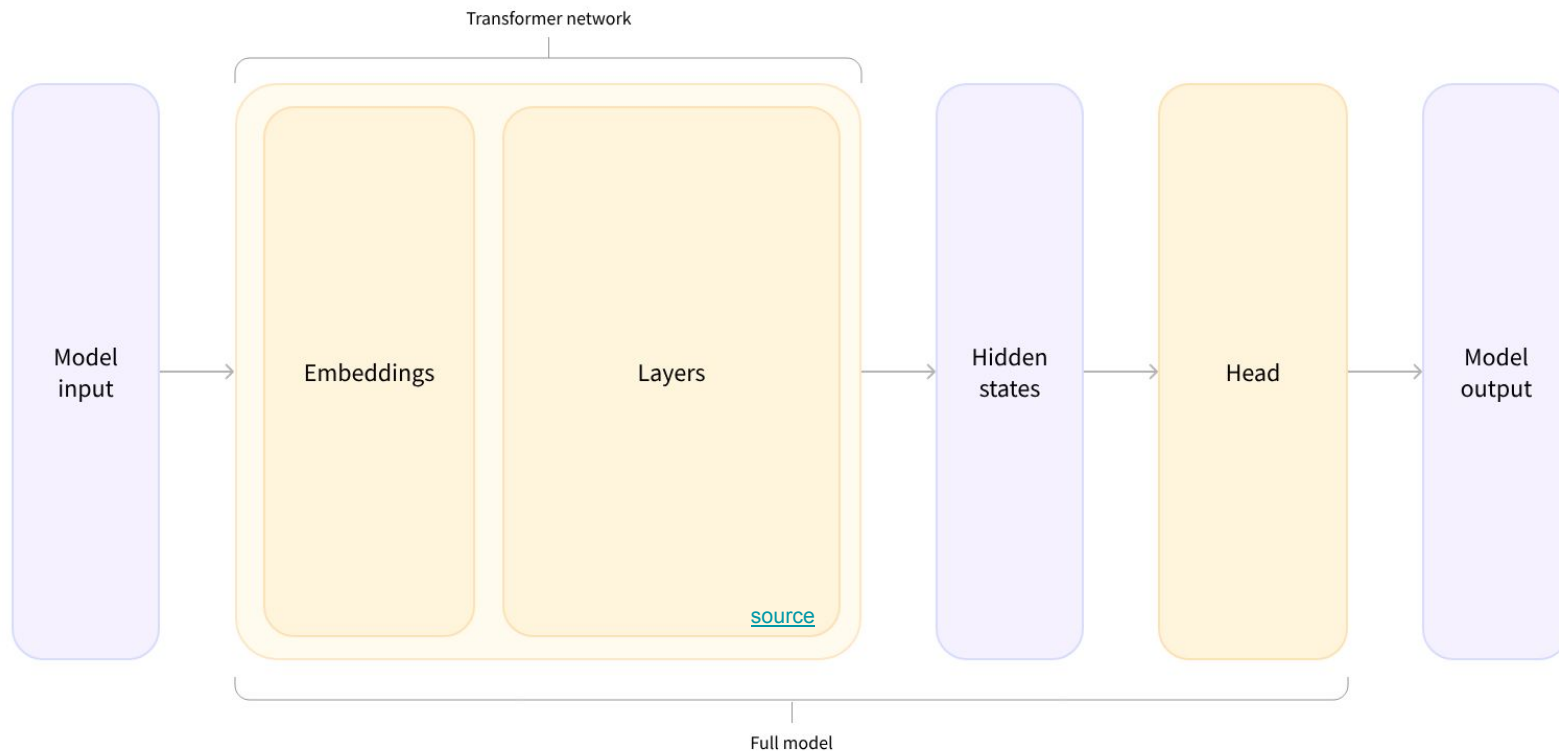 Transformer network
Model
input
Embeddings
Layers
source
Hidden
states
Head
Model
output
Full model